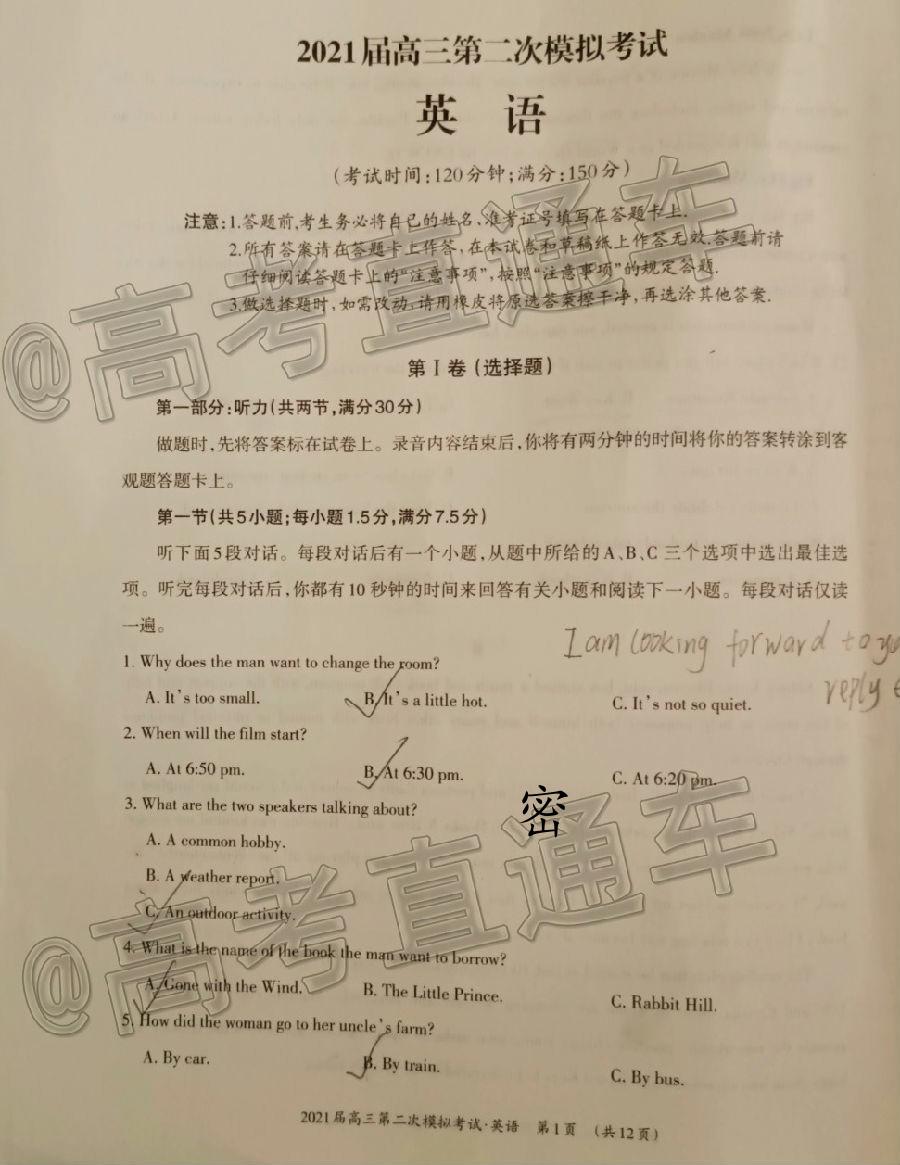 2021届高三第二次模拟考试
英 语
(考试时间:120分钟;满分:150分)
注意:1.答题前,考生务必将自已的姓名、准考证号填写在答题卡上.
2.所有答案请在答题卡上作答,在本试卷和草稿纸上作答无效.答题前请
仔细阅读答题卡上的“注意事项”,按照“注意事项”的规定答题.
3.做选择题时,如需改动,请用橡皮将原选答案擦干净,再选涂其他答案.
@高考直通车
第Ⅰ卷(选择题)
第一部分:听力(共两节,满分30分)
做题时,先将答案标在试卷上。录音内容结束后,你将有两分钟的时间将你的答案转涂到客
观题答题卡上。
第一节(共5小题;每小题1.5分,满分7.5分)
听下面5段对话。每段对话后有一个小题,从题中所给的A、B、C 三个选项中选出最佳选
项。听完每段对话后,你都有10秒钟的时间来回答有关小题和阅读下一小题。每段对话仅读
一遍。
I am looking forward to you
reply
1. Why does the man want to change the room?
A. It's too small. B. It's a little hot. C. It's not so quiet.
2. When will the film start?
A. At 6:50 pm. B. At 6:30 pm. C. At 6:20 pm.
3. What are the two speakers talking about?
密
A. A common hobby.
B. A weather report.
C. An outdoor activity.
@高考直通车
4. What is the name of the book the man want to borrow?
A. Gone with the Wind. B. The Little Prince. C. Rabbit Hill.
5. How did the woman go to her uncle's farm?
A. By car. B. By train. C. By bus.
2021届高三第二次模拟考试·英语 第1页 (共12页)